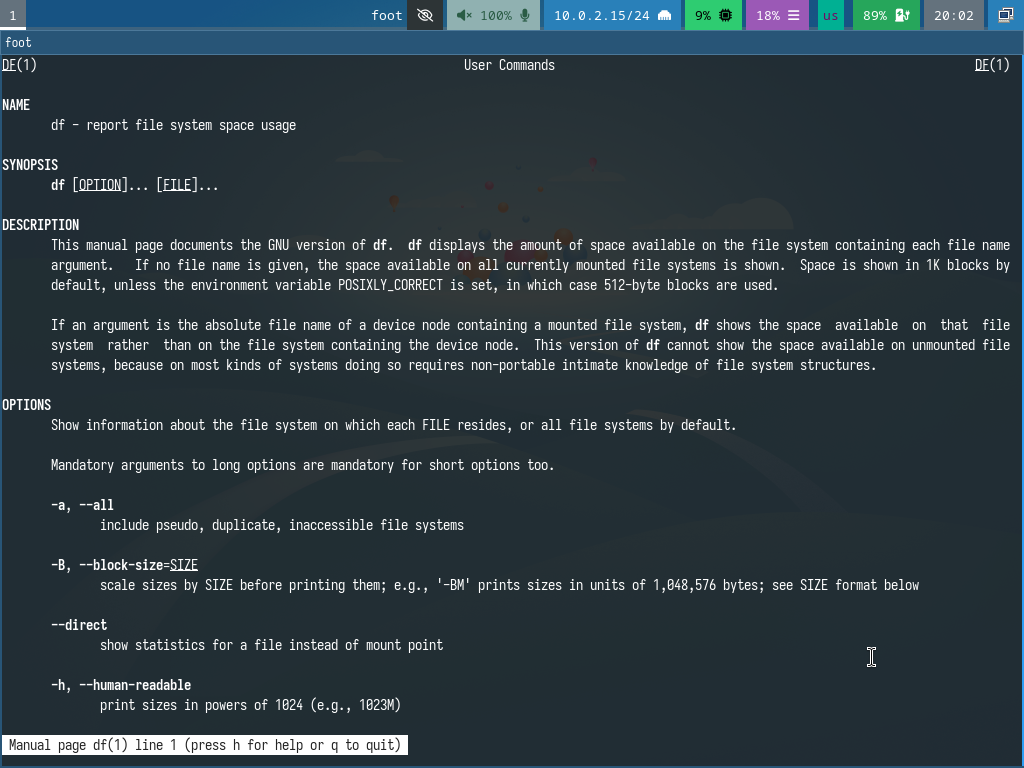 1 foot 100% 10.0.2.15/24 9% 18% us 89% 20:02
foot
DF(1) User Commands DF(1)
NAME
df - report file system space usage
SYNOPSIS
df [OPTION]... [FILE]...
DESCRIPTION
This manual page documents the GNU version of df. df displays the amount of space available on the file system containing each file name
argument. If no file name is given, the space available on all currently mounted file systems is shown. Space is shown in 1K blocks by
default, unless the environment variable POSIXLY_CORRECT is set, in which case 512-byte blocks are used.
If an argument is the absolute file name of a device node containing a mounted file system, df shows the space available on that file
system rather than on the file system containing the device node. This version of df cannot show the space available on unmounted file
systems, because on most kinds of systems doing so requires non-portable intimate knowledge of file system structures.
OPTIONS
Show information about the file system on which each FILE resides, or all file systems by default.
Mandatory arguments to long options are mandatory for short options too.
-a, --all
include pseudo, duplicate, inaccessible file systems
-B, --block-size=SIZE
scale sizes by SIZE before printing them; e.g., '-BM' prints sizes in units of 1,048,576 bytes; see SIZE format below
--direct
show statistics for a file instead of mount point
-h, --human-readable
print sizes in powers of 1024 (e.g., 1023M)
Manual page df(1) line 1 (press h for help or q to quit)